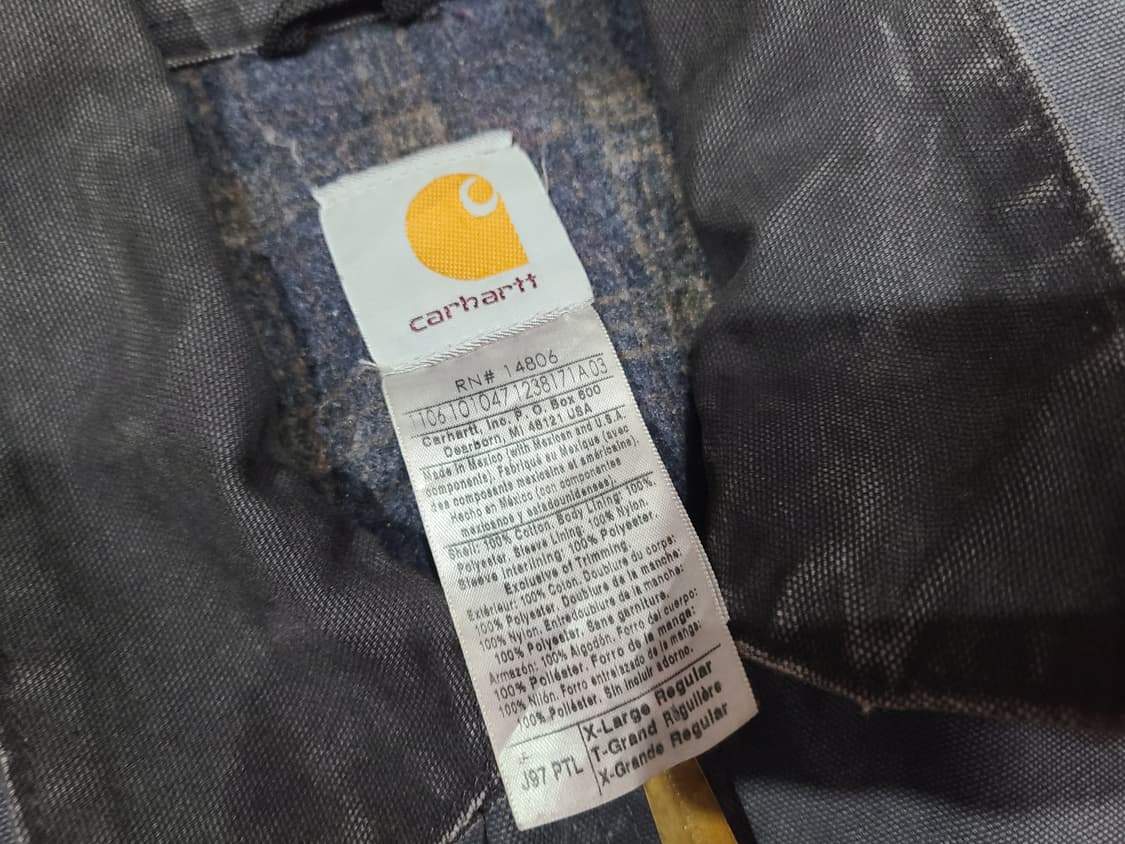 carhartt
RN# 14806
1061010471238171A03
Carhartt, Inc. P. O. Box 600
Dearborn, MI 48121 USA
Made in Mexico (with Mexican and U.S.A.
components). Fabriqué au Mexique (avec
des composants mexicains et américains).
Hecho en México (con componentes
mexicanos y estadounidenses).
Shell: 100% Cotton. Body Lining: 100%
Polyester. Sleeve Lining: 100% Nylon.
Sleeve Interlining: 100% Polyester.
Exclusive of Trimming.
Extérieur: 100% Coton. Doublure du corps:
100% Polyester. Doublure de la manche:
100% Nylon. Entredoublure de la manche:
100% Polyester. Sans garniture.
Armazón: 100% Algodón. Forro del cuerpo:
100% Poliéster. Forro de la manga:
100% Nilón. Forro entrelazado de la manga:
100% Poliéster. Sin incluir adorno.
J97 PTL
X-Large Regular
T-Grand Régulière
X-Grande Regular